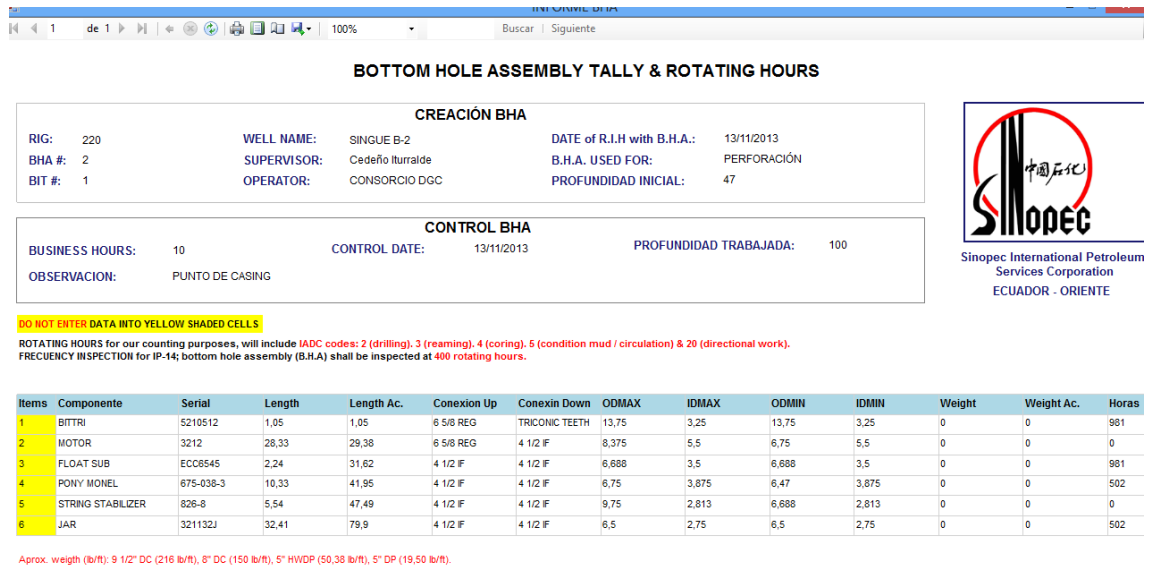 INFORME BHA
1 de 1 100% Buscar | Siguiente
BOTTOM HOLE ASSEMBLY TALLY & ROTATING HOURS
CREACIÓN BHA
RIG: 220 WELL NAME: SINGUE B-2 DATE of R.I.H with B.H.A.: 13/11/2013
BHA #: 2 SUPERVISOR: Cedeño Iturralde B.H.A. USED FOR: PERFORACIÓN
BIT #: 1 OPERATOR: CONSORCIO DGC PROFUNDIDAD INICIAL: 47
CONTROL BHA
BUSINESS HOURS: 10 CONTROL DATE: 13/11/2013 PROFUNDIDAD TRABAJADA: 100
OBSERVACION: PUNTO DE CASING
中國石化
SINOPEC
Sinopec International Petroleum
Services Corporation
ECUADOR - ORIENTE
DO NOT ENTER DATA INTO YELLOW SHADED CELLS
ROTATING HOURS for our counting purposes, will include IADC codes: 2 (drilling). 3 (reaming). 4 (coring). 5 (condition mud / circulation) & 20 (directional work).
FRECUENCY INSPECTION for IP-14; bottom hole assembly (B.H.A) shall be inspected at 400 rotating hours.
Items Componente Serial Length Length Ac. Conexion Up Conexin Down ODMAX IDMAX ODMIN IDMIN Weight Weight Ac. Horas
1 BITTRI 5210512 1,05 1,05 6 5/8 REG TRICONIC TEETH 13,75 3,25 13,75 3,25 0 0 981
2 MOTOR 3212 28,33 29,38 6 5/8 REG 4 1/2 IF 8,375 5,5 6,75 5,5 0 0 0
3 FLOAT SUB ECC6545 2,24 31,62 4 1/2 IF 4 1/2 IF 6,688 3,5 6,688 3,5 0 0 981
4 PONY MONEL 675-038-3 10,33 41,95 4 1/2 IF 4 1/2 IF 6,75 3,875 6,47 3,875 0 0 502
5 STRING STABILIZER 826-8 5,54 47,49 4 1/2 IF 4 1/2 IF 9,75 2,813 6,688 2,813 0 0 0
6 JAR 321132J 32,41 79,9 4 1/2 IF 4 1/2 IF 6,5 2,75 6,5 2,75 0 0 502
Aprox. weigth (lb/ft): 9 1/2" DC (216 lb/ft), 8" DC (150 lb/ft), 5" HWDP (50,38 lb/ft), 5" DP (19,50 lb/ft).